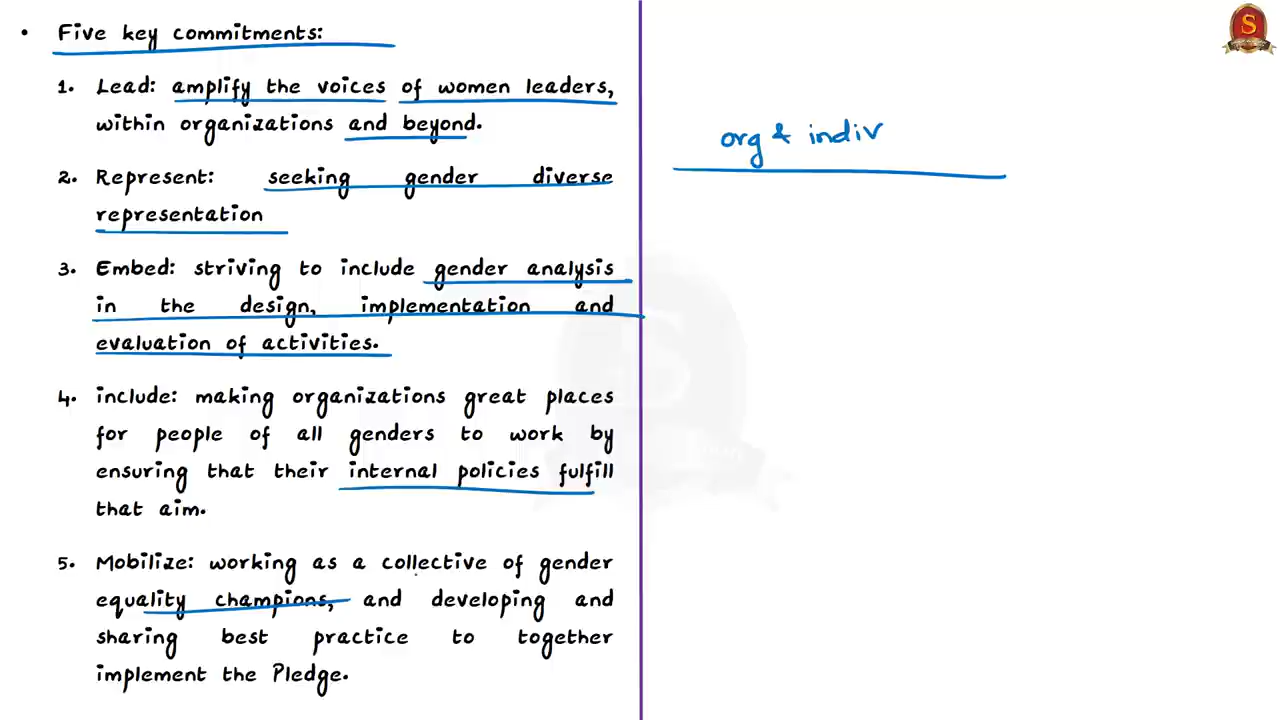 • Five key commitments:
1. Lead: amplify the voices of women leaders,
within organizations and beyond.
2. Represent: seeking gender diverse
representation
3. Embed: striving to include gender analysis
in the design, implementation and
evaluation of activities.
4. include: making organizations great places
for people of all genders to work by
ensuring that their internal policies fulfill
that aim.
5. Mobilize: working as a collective of gender
equality champions, and developing and
sharing best practice to together
implement the Pledge.
org & indiv
S